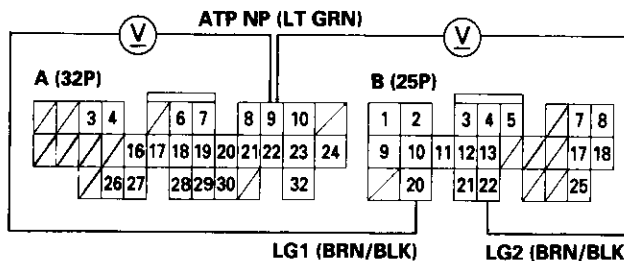 ATP NP (LT GRN)
V V
A (32P) B (25P)
3 4 6 7 8 9 10 1 2 3 4 5 7 8
16 17 18 19 20 21 22 23 24 9 10 11 12 13 17 18
26 27 28 29 30 32 20 21 22 25
LG1 (BRN/BLK) LG2 (BRN/BLK